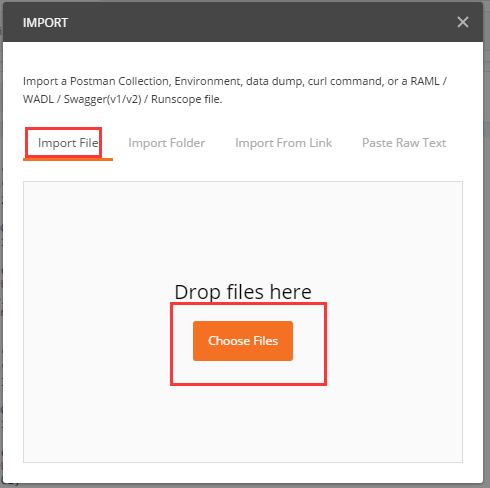 IMPORT
Import a Postman Collection, Environment, data dump, curl command, or a RAML /
WADL / Swagger(v1/v2) / Runscope file.
Import File Import Folder Import From Link Paste Raw Text
Drop files here
Choose Files